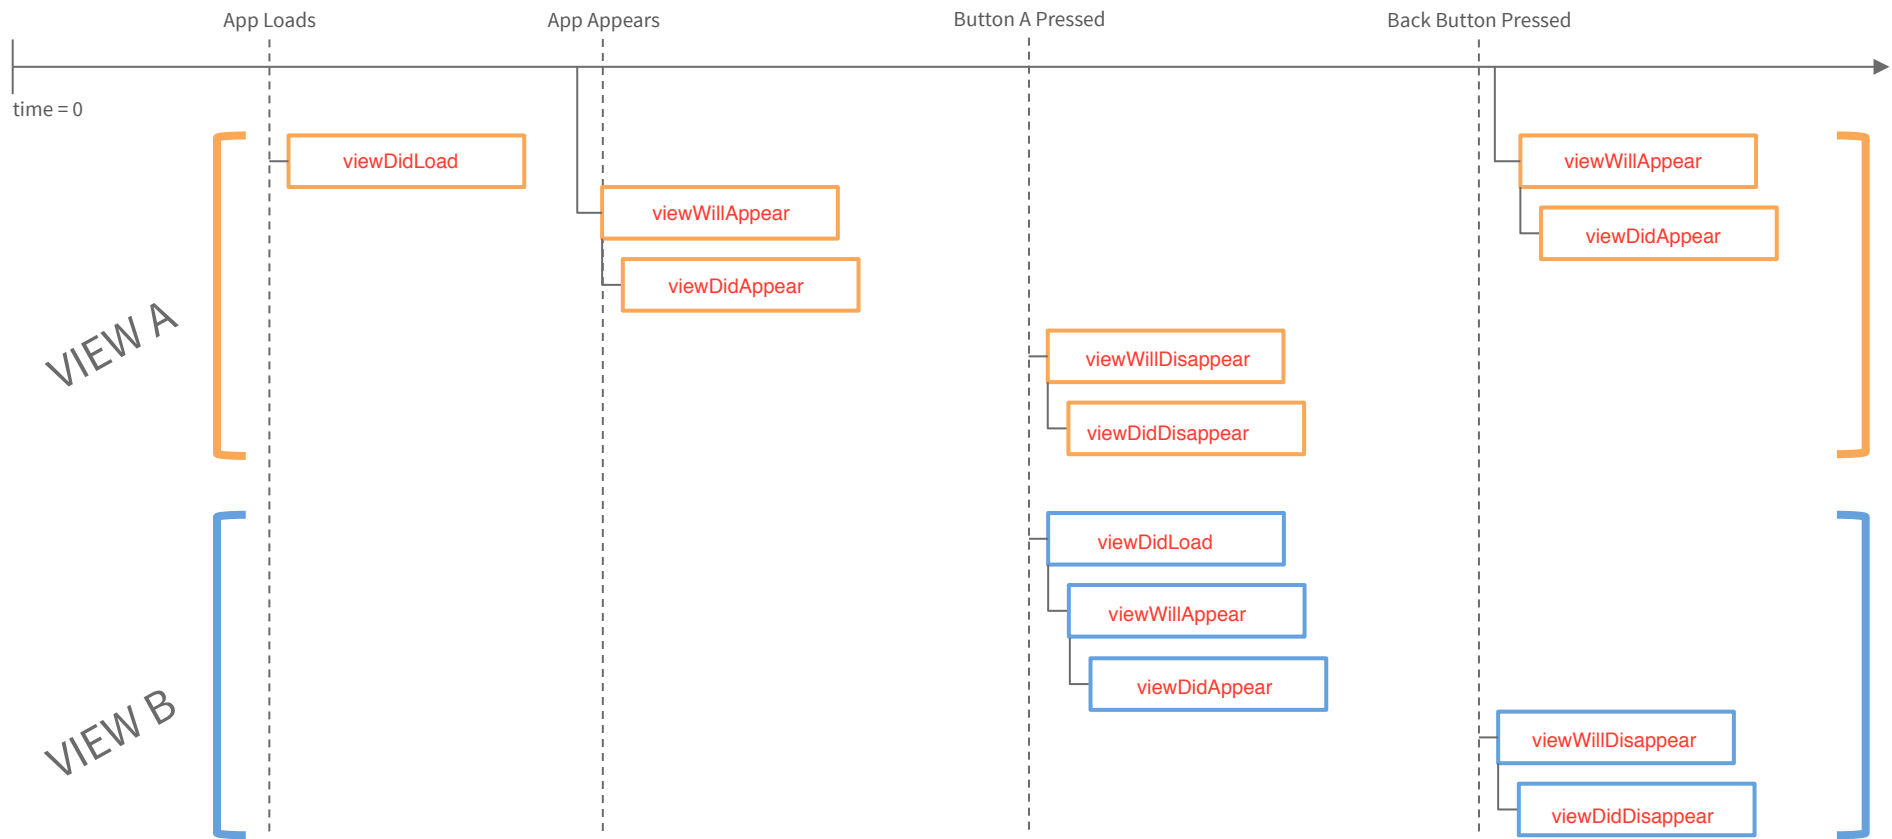 App Loads
App Appears
Button A Pressed
Back Button Pressed
time = 0
VIEW A
viewDidLoad
viewWillAppear
viewDidAppear
viewWillDisappear
viewDidDisappear
viewWillAppear
viewDidAppear
VIEW B
viewDidLoad
viewWillAppear
viewDidAppear
viewWillDisappear
viewDidDisappear